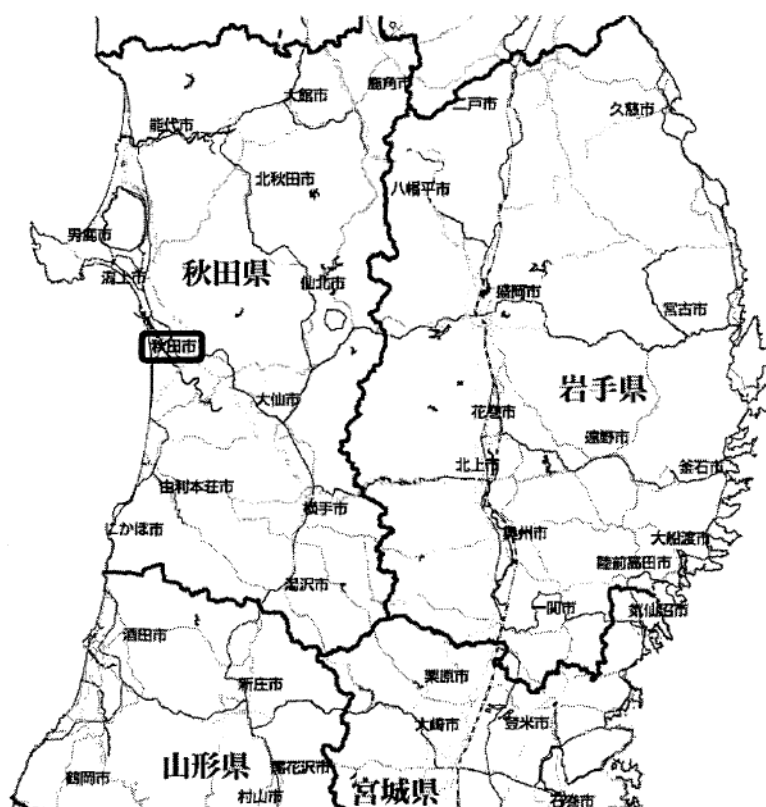 大館市
鹿角市
二戸市
久慈市
能代市
北秋田市
八幡平市
男鹿市
潟上市
秋田県
仙北市
盛岡市
宮古市
秋田市
大仙市
岩手県
花巻市
遠野市
北上市
釜石市
由利本荘市
横手市
にかほ市
奥州市
大船渡市
陸前高田市
湯沢市
一関市
気仙沼市
酒田市
新庄市
栗原市
大崎市
登米市
山形県
尾花沢市
鶴岡市
村山市
宮城県
石巻市